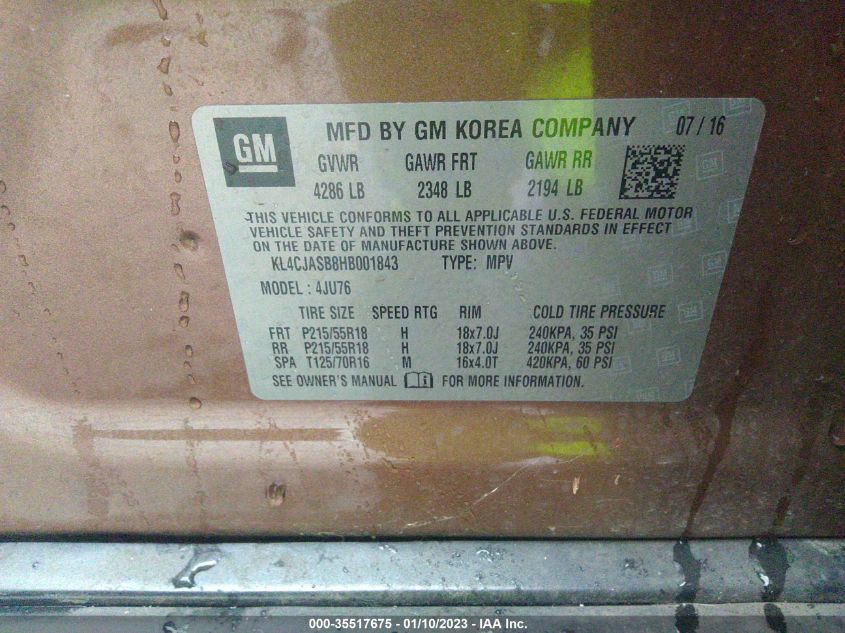 GM
MFD BY GM KOREA COMPANY 07/16
GVWR GAWR FRT GAWR RR
4286 LB 2348 LB 2194 LB
THIS VEHICLE CONFORMS TO ALL APPLICABLE U.S. FEDERAL MOTOR
VEHICLE SAFETY AND THEFT PREVENTION STANDARDS IN EFFECT
ON THE DATE OF MANUFACTURE SHOWN ABOVE.
KL4CJASB8HB001843 TYPE: MPV
MODEL: 4JU76
TIRE SIZE SPEED RTG RIM COLD TIRE PRESSURE
FRT P215/55R18 H 18x7.0J 240KPA, 35 PSI
RR P215/55R18 H 18x7.0J 240KPA, 35 PSI
SPA T125/70R16 M 16x4.0T 420KPA, 60 PSI
SEE OWNER'S MANUAL FOR MORE INFORMATION.
000-35517675 - 01/10/2023 - IAA Inc.